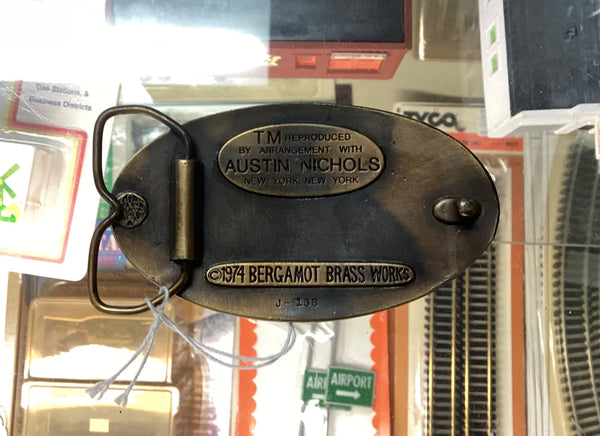 Gas Stations, &
Business Districts
TYCO
TM REPRODUCED
BY ARRANGEMENT WITH
AUSTIN NICHOLS
NEW YORK NEW YORK
©1974 BERGAMOT BRASS WORKS
J-138
AIR
AIRPORT